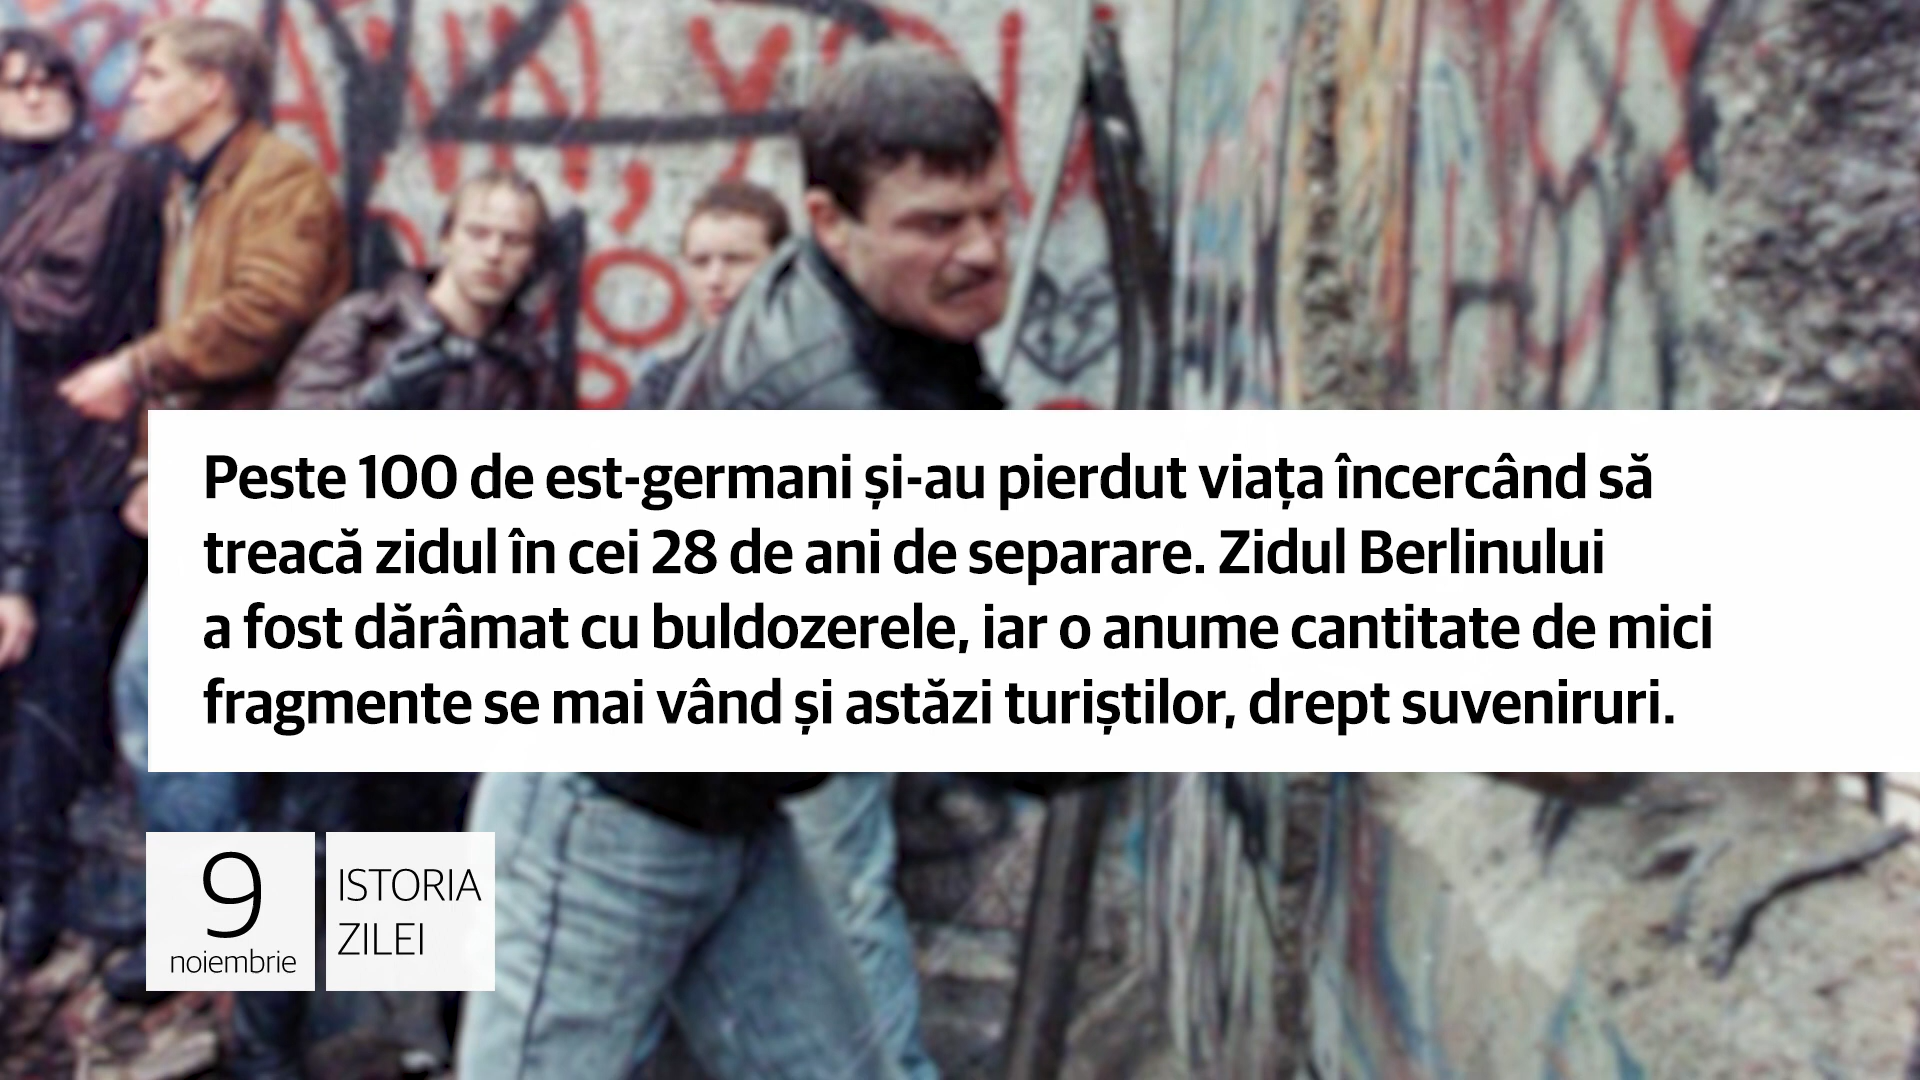 Peste 100 de est-germani și-au pierdut viața încercând să
treacă zidul în cei 28 de ani de separare. Zidul Berlinului
a fost dărâmat cu buldozerele, iar o anume cantitate de mici
fragmente se mai vând și astăzi turiștilor, drept suveniruri.
9
noiembrie
ISTORIA
ZILEI